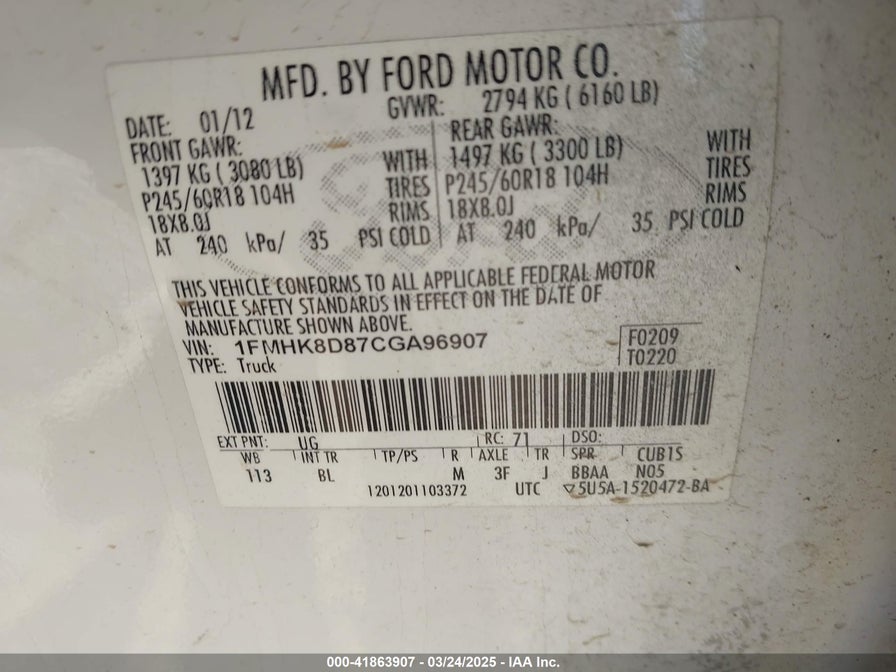 MFD. BY FORD MOTOR CO.
DATE: 01/12
GVWR: 2794 KG ( 6160 LB)
FRONT GAWR:
1397 KG ( 3080 LB) WITH
P245/60R18 104H TIRES
18X8.0J RIMS
AT 240 kPa/ 35 PSI COLD
REAR GAWR:
1497 KG ( 3300 LB) WITH
P245/60R18 104H TIRES
18X8.0J RIMS
AT 240 kPa/ 35 PSI COLD
THIS VEHICLE CONFORMS TO ALL APPLICABLE FEDERAL MOTOR
VEHICLE SAFETY STANDARDS IN EFFECT ON THE DATE OF
MANUFACTURE SHOWN ABOVE.
VIN: 1FMHK8D87CGA96907
TYPE: Truck
F0209
T0220
EXT PNT: UG RC: 71 DSO:
WB INT TR TP/PS R AXLE TR SPR CUB1S
113 BL M 3F J BBAA N05
1201201103372 UTC ▽5U5A-1520472-BA
000-41863907 - 03/24/2025 - IAA Inc.